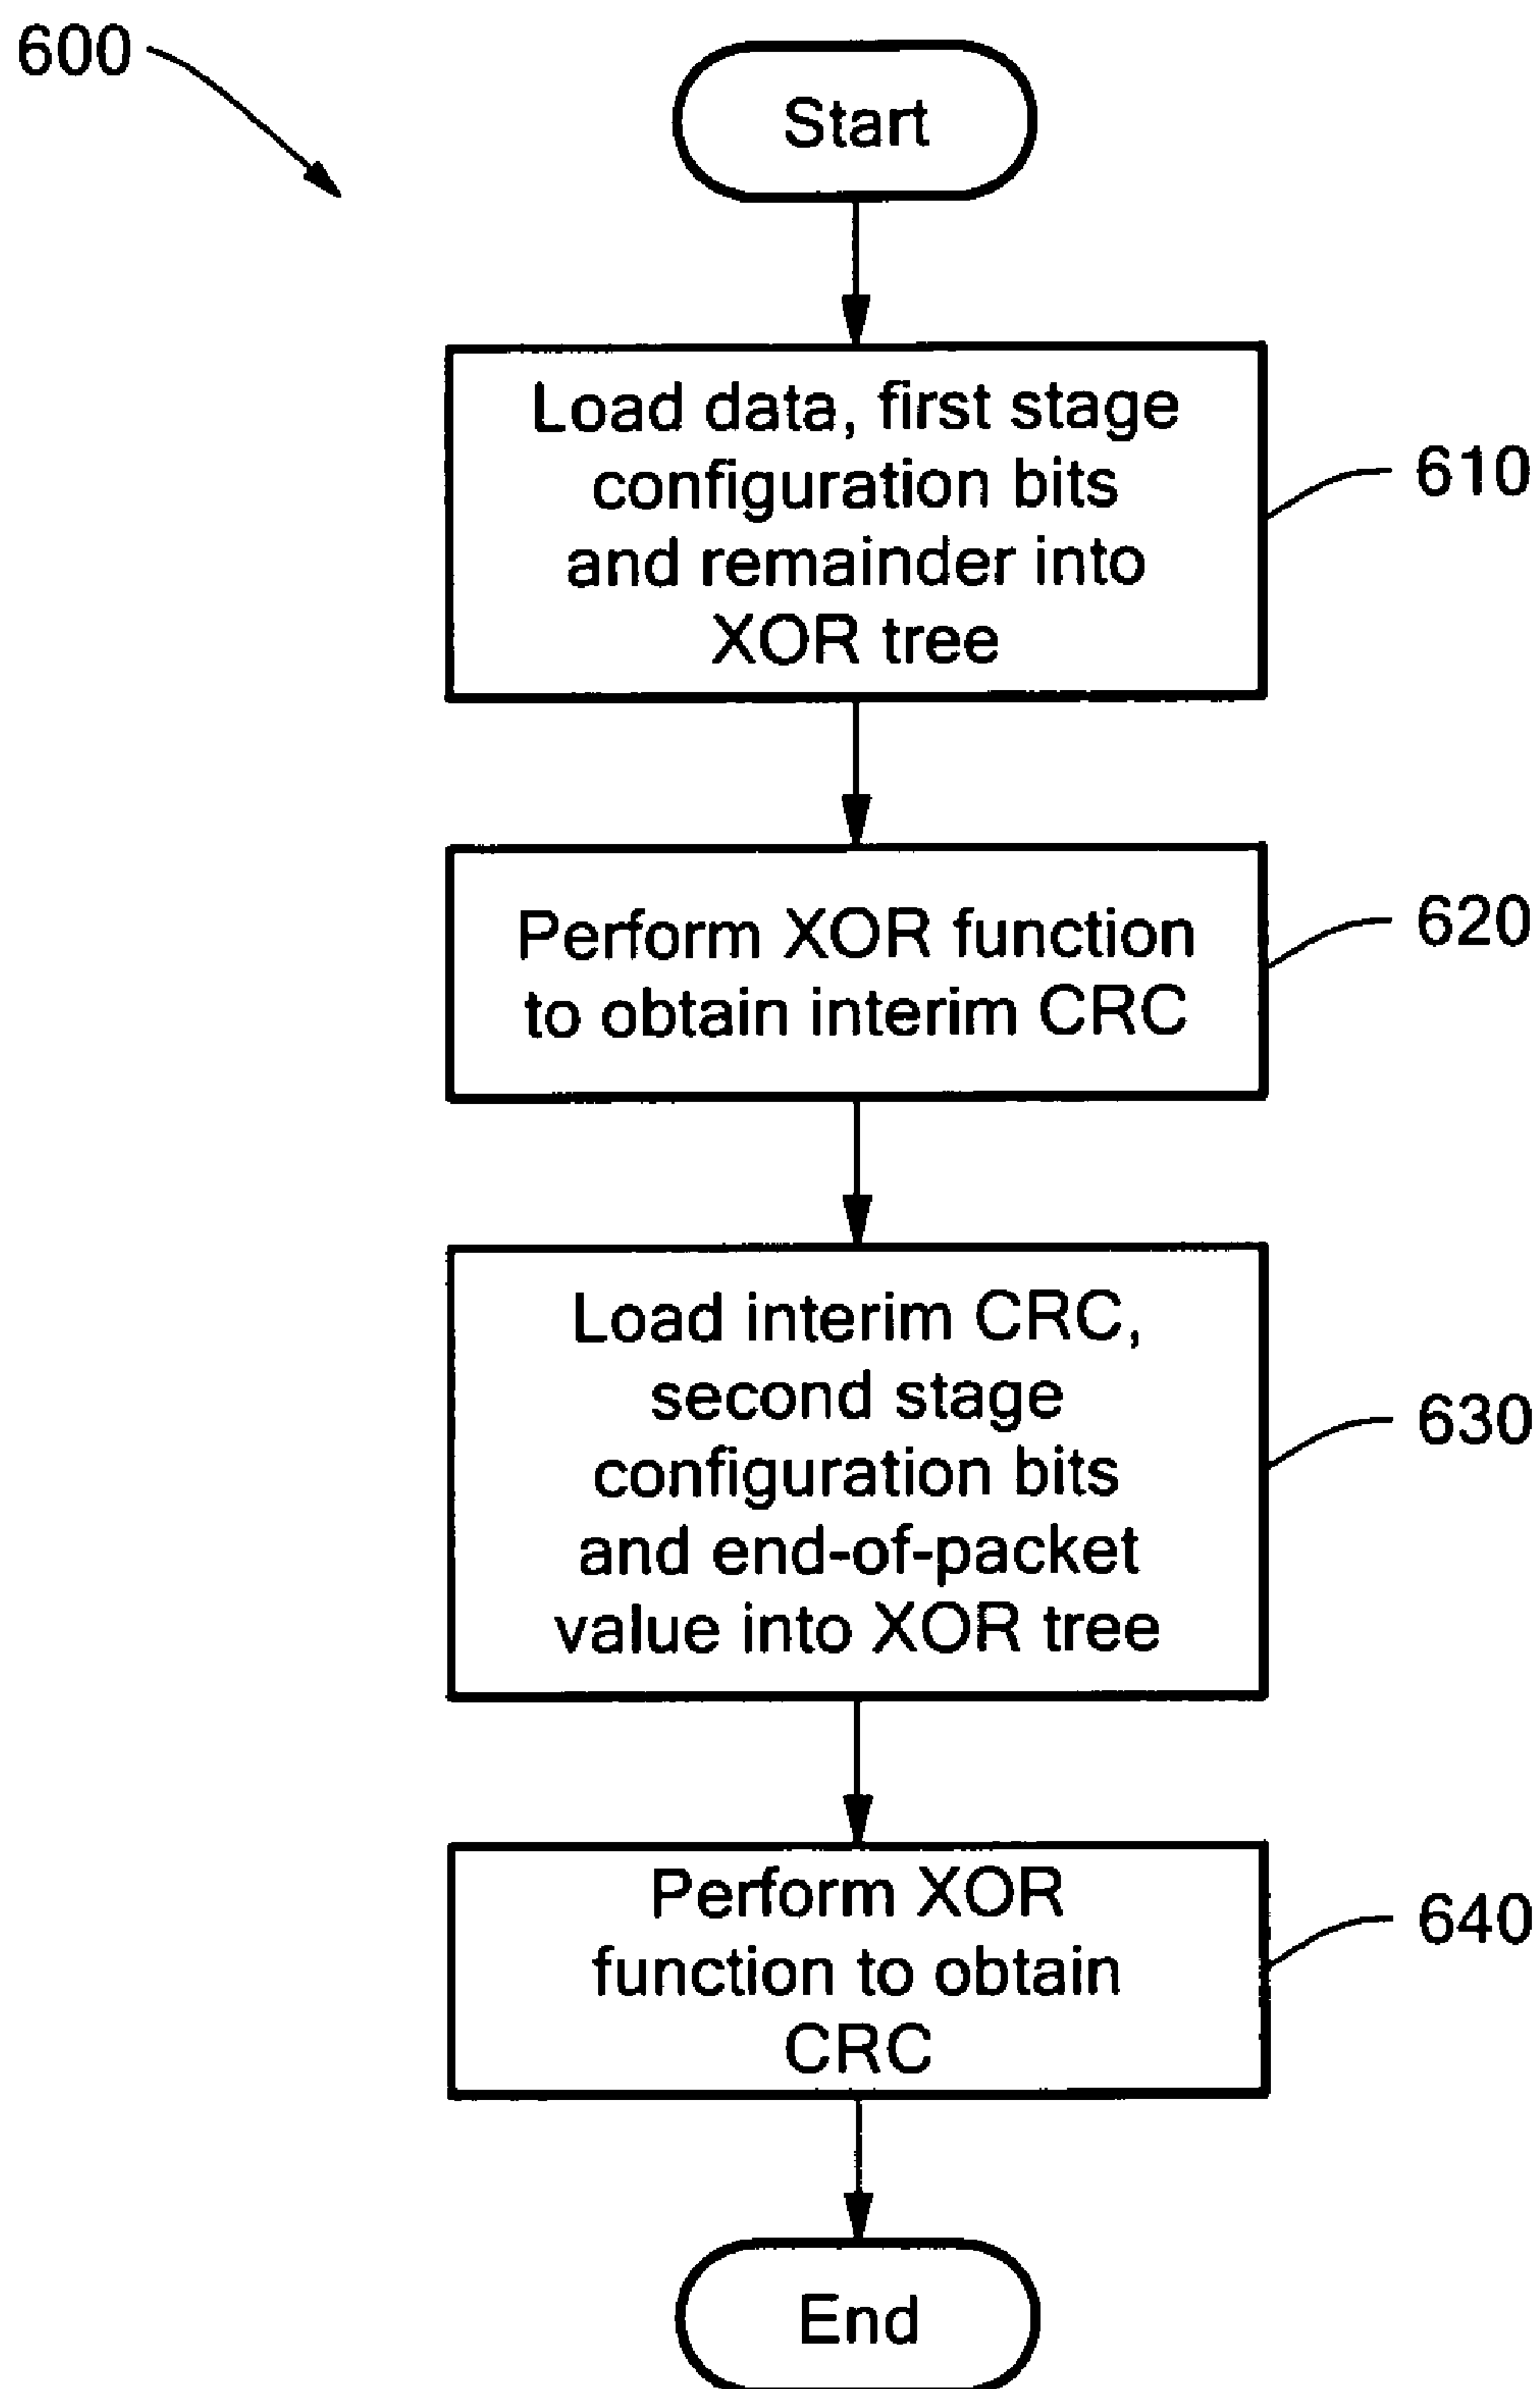 600
Start
Load data, first stage
configuration bits
and remainder into
XOR tree
610
Perform XOR function
to obtain interim CRC
620
Load interim CRC,
second stage
configuration bits
and end-of-packet
value into XOR tree
630
Perform XOR
function to obtain
CRC
640
End